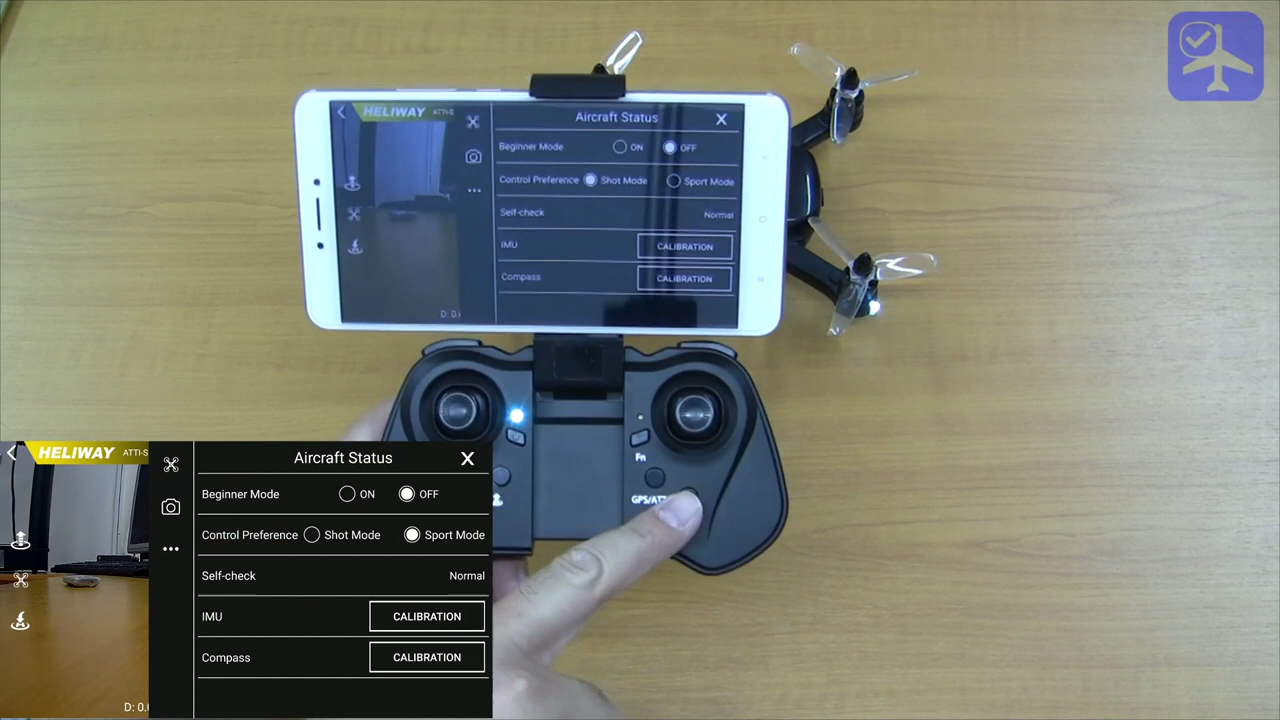 HELIWAY ATTI-S
Aircraft Status X
Beginner Mode ON OFF
Control Preference Shot Mode Sport Mode
Self-check Normal
IMU CALIBRATION
Compass CALIBRATION
Fn
HELIWAY ATTI-S
Aircraft Status X
Beginner Mode ON OFF
Control Preference Shot Mode Sport Mode
Self-check Normal
IMU CALIBRATION
Compass CALIBRATION